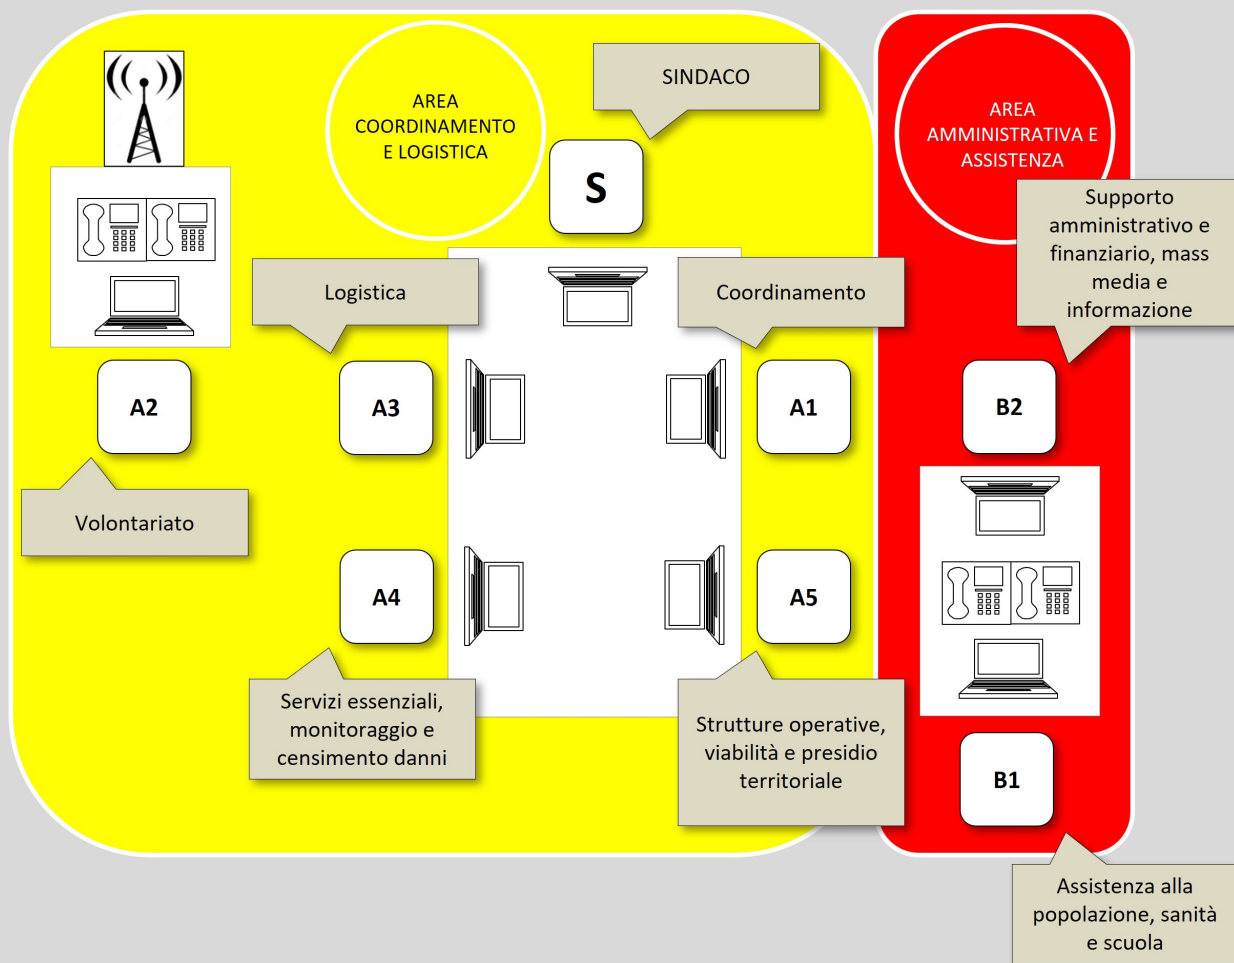 SINDACO
AREA
COORDINAMENTO
E LOGISTICA
AREA
AMMINISTRATIVA E
ASSISTENZA
S
Supporto
amministrativo e
finanziario, mass
media e
informazione
Logistica
Coordinamento
A2
A3
A1
B2
Volontariato
A4
A5
Servizi essenziali,
monitoraggio e
censimento danni
Strutture operative,
viabilità e presidio
territoriale
B1
Assistenza alla
popolazione, sanità
e scuola